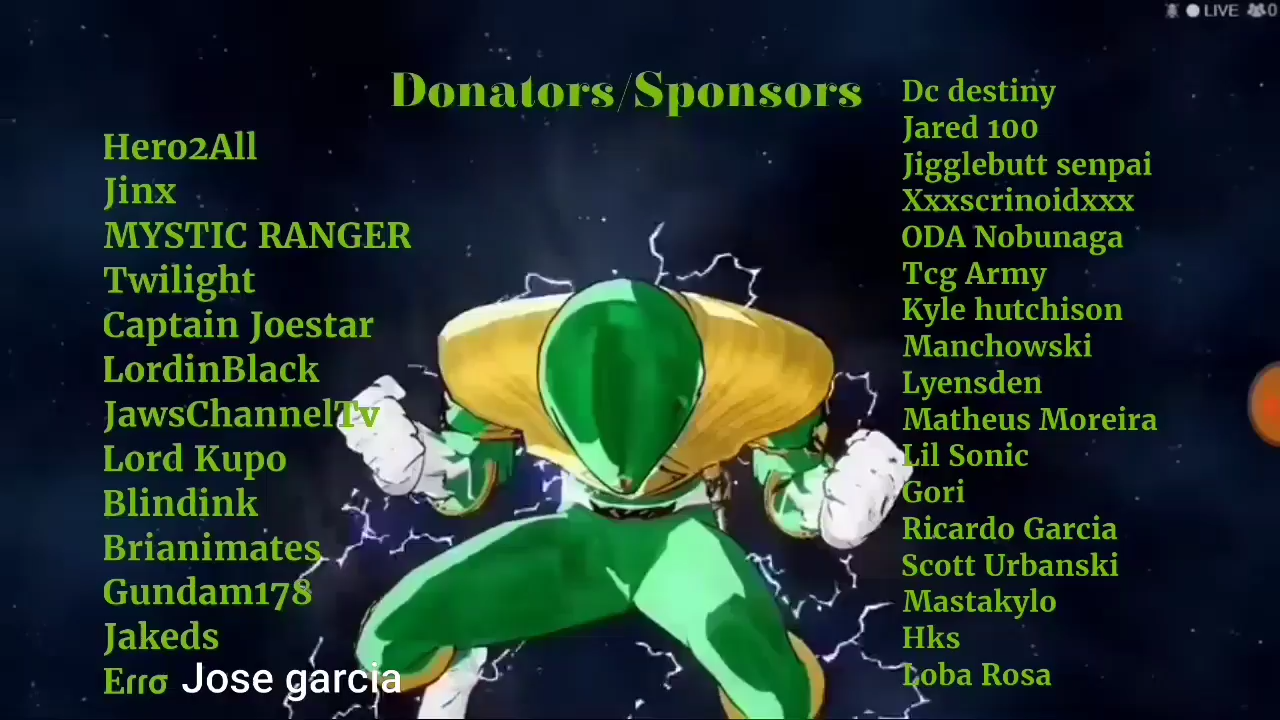 LIVE 0
Donators/Sponsors
Hero2All
Jinx
MYSTIC RANGER
Twilight
Captain Joestar
LordinBlack
JawsChannelTv
Lord Kupo
Blindink
Brianimates
Gundam178
Jakeds
Erro Jose garcia
Dc destiny
Jared 100
Jigglebutt senpai
Xxxscrinoidxxx
ODA Nobunaga
Tcg Army
Kyle hutchison
Manchowski
Lyensden
Matheus Moreira
Lil Sonic
Gori
Ricardo Garcia
Scott Urbanski
Mastakylo
Hks
Loba Rosa